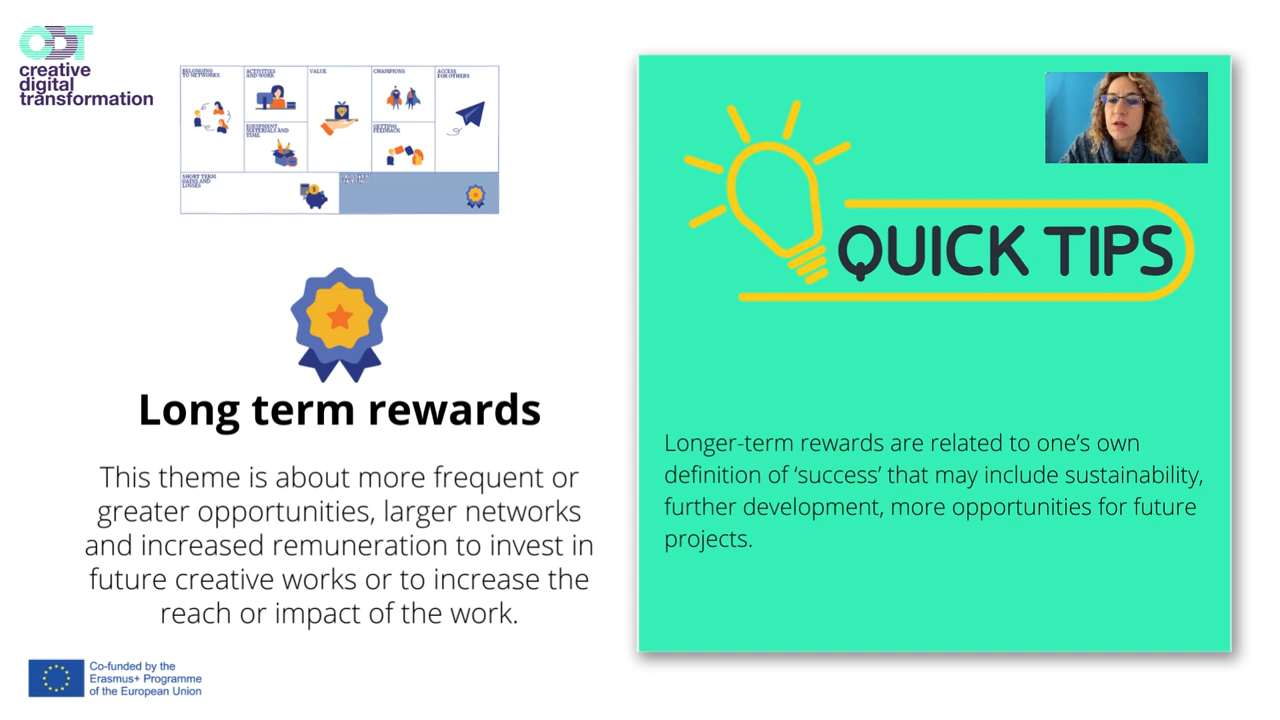 CDT
creative
digital
transformation
BELONGING
TO NETWORKS
ACTIVITIES
AND WORK
VALUE
CHAMPIONS
ACCESS
FOR OTHERS
EQUIPMENT
MATERIALS AND
TIME
GETTING
FEEDBACK
SHORT TERM
GAINS AND
LOSSES
QUICK TIPS
Long term rewards
This theme is about more frequent or
greater opportunities, larger networks
and increased remuneration to invest in
future creative works or to increase the
reach or impact of the work.
Longer-term rewards are related to one’s own
definition of ‘success’ that may include sustainability,
further development, more opportunities for future
projects.
Co-funded by the
Erasmus+ Programme
of the European Union